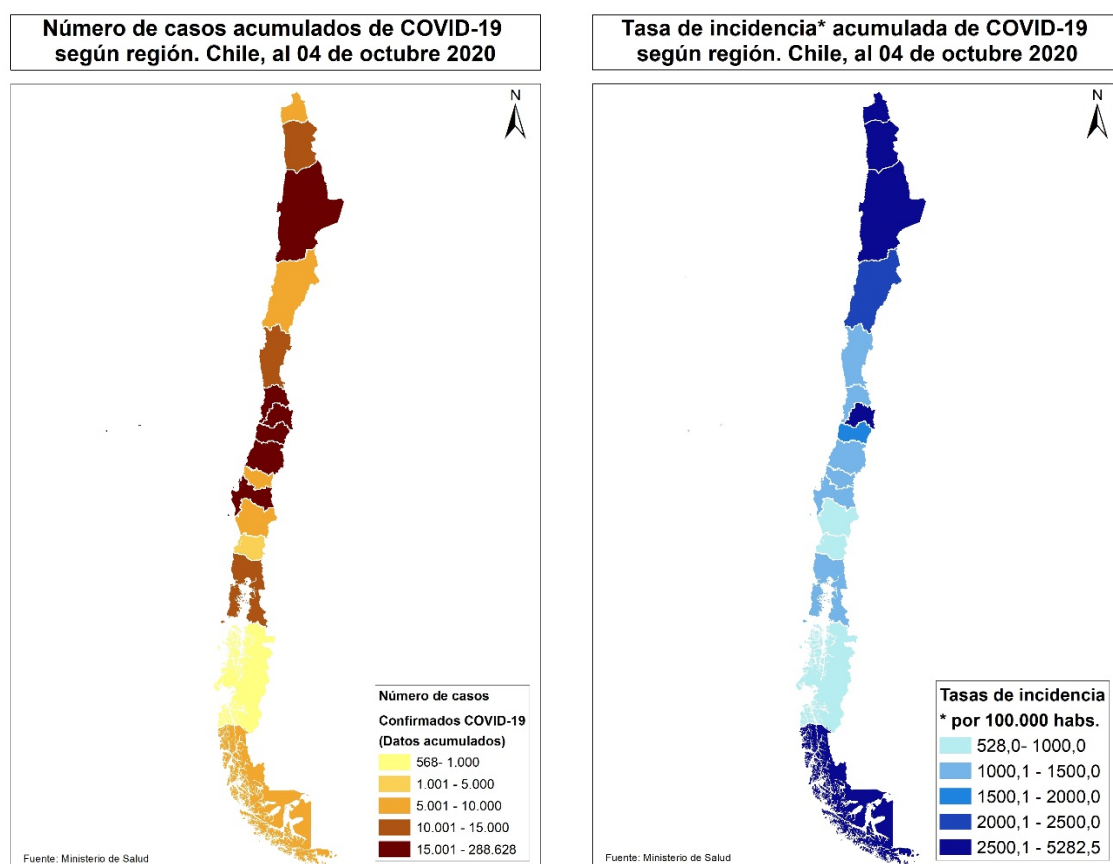 Número de casos acumulados de COVID-19
según región. Chile, al 04 de octubre 2020
N
Número de casos
Confirmados COVID-19
(Datos acumulados)
568- 1.000
1.001 - 5.000
5.001 - 10.000
10.001 - 15.000
15.001 - 288.628
Fuente: Ministerio de Salud
Tasa de incidencia* acumulada de COVID-19
según región. Chile, al 04 de octubre 2020
N
Tasas de incidencia
* por 100.000 habs.
528,0- 1000,0
1000,1 - 1500,0
1500,1 - 2000,0
2000,1 - 2500,0
2500,1 - 5282,5
Fuente: Ministerio de Salud